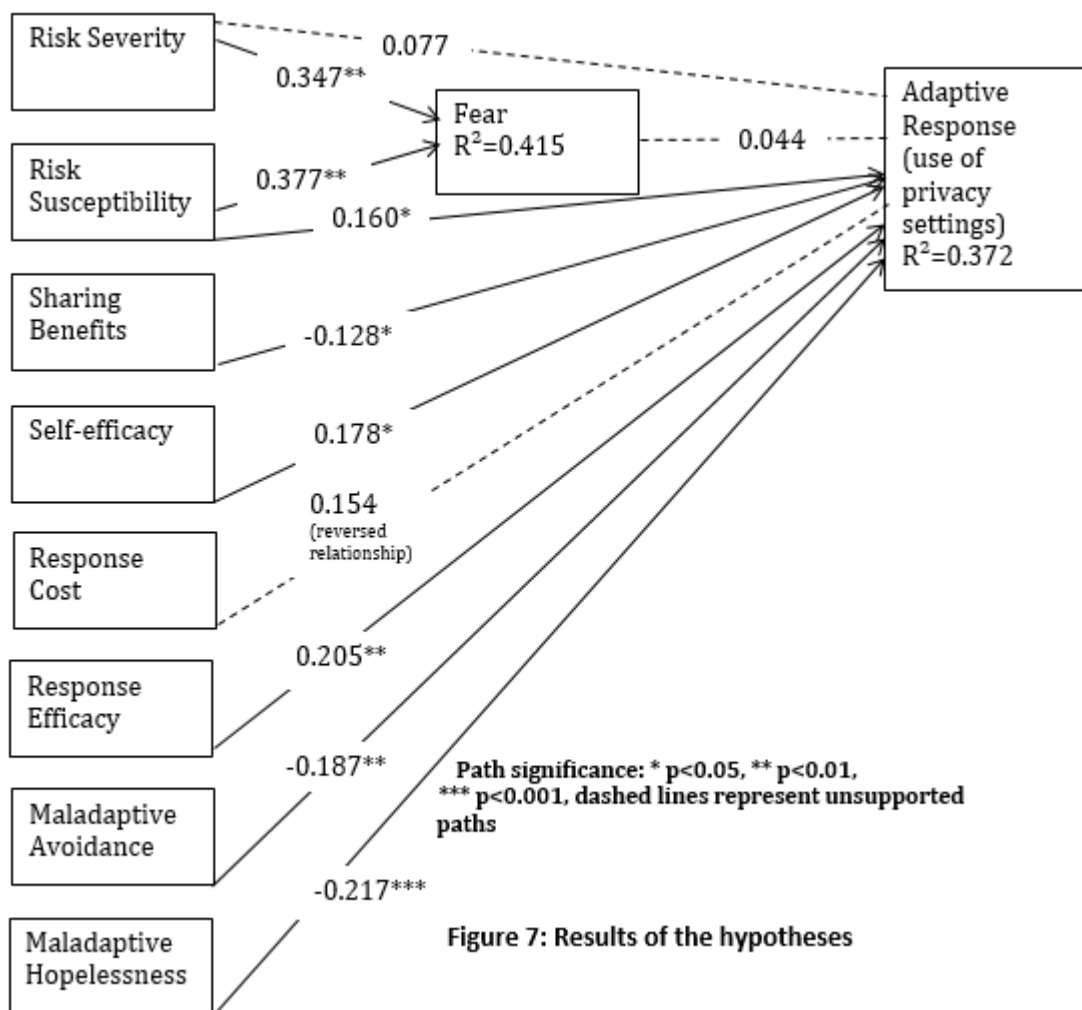 Risk Severity
0.077
0.347**
Fear
R²=0.415
0.044
Adaptive
Response
(use of
privacy
settings)
R²=0.372
Risk
Susceptibility
0.377**
0.160*
Sharing
Benefits
-0.128*
Self-efficacy
0.178*
Response
Cost
0.154
(reversed
relationship)
Response
Efficacy
0.205**
Maladaptive
Avoidance
-0.187**
Path significance: * p<0.05, ** p<0.01,
*** p<0.001, dashed lines represent unsupported
paths
Maladaptive
Hopelessness
-0.217***
Figure 7: Results of the hypotheses